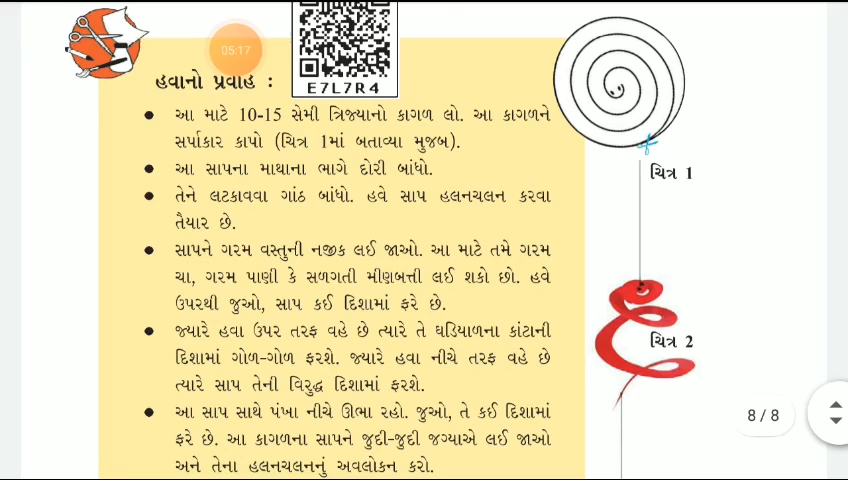 05:17
E7L7R4
હવાનો પ્રવાહ :
આ માટે 10-15 સેમી ત્રિજ્યાનો કાગળ લો. આ કાગળને
સર્પાકાર કાપો (ચિત્ર 1માં બતાવ્યા મુજબ).
આ સાપના માથાના ભાગે દોરી બાંધો.
તેને લટકાવવા ગાંઠ બાંધો. હવે સાપ હલનચલન કરવા
તૈયાર છે.
સાપને ગરમ વસ્તુની નજીક લઈ જાઓ. આ માટે તમે ગરમ
ચા, ગરમ પાણી કે સળગતી મીણબત્તી લઈ શકો છો. હવે
ઉપરથી જુઓ, સાપ કઈ દિશામાં ફરે છે.
જ્યારે હવા ઉપર તરફ વહે છે ત્યારે તે ઘડિયાળના કાંટાની
દિશામાં ગોળ-ગોળ ફરશે. જ્યારે હવા નીચે તરફ વહે છે
ત્યારે સાપ તેની વિરુદ્ધ દિશામાં ફરશે.
આ સાપ સાથે પંખા નીચે ઊભા રહો. જુઓ, તે કઈ દિશામાં
ફરે છે. આ કાગળના સાપને જુદી-જુદી જગ્યાએ લઈ જાઓ
અને તેના હલનચલનનું અવલોકન કરો.
ચિત્ર 1
ચિત્ર 2
8/8